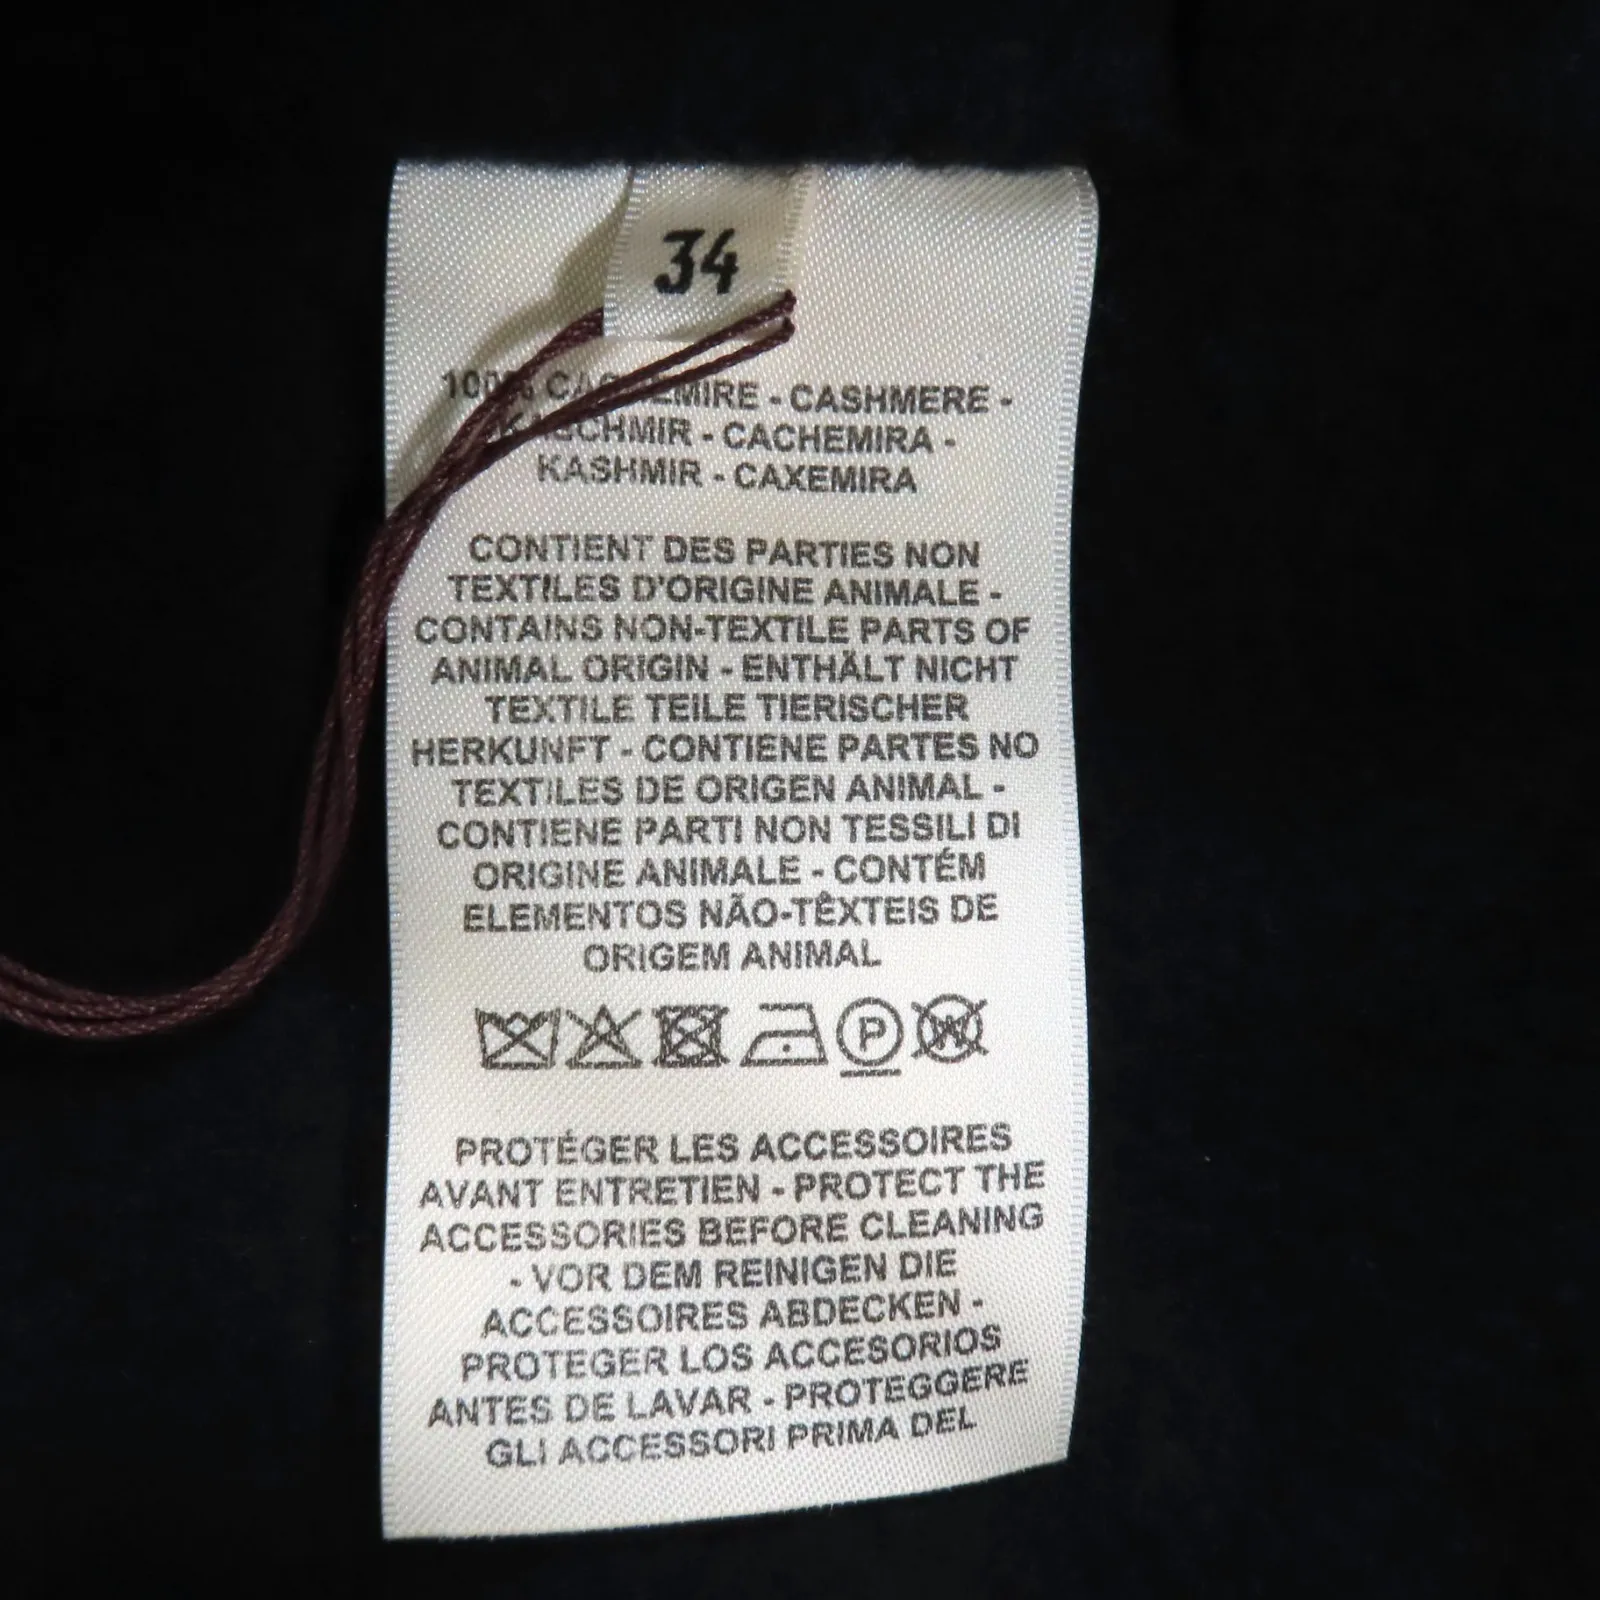 34
100% CACHEMIRE - CASHMERE -
KASCHMIR - CACHEMIRA -
KASHMIR - CAXEMIRA
CONTIENT DES PARTIES NON
TEXTILES D'ORIGINE ANIMALE -
CONTAINS NON-TEXTILE PARTS OF
ANIMAL ORIGIN - ENTHÄLT NICHT
TEXTILE TEILE TIERISCHER
HERKUNFT - CONTIENE PARTES NO
TEXTILES DE ORIGEN ANIMAL -
CONTIENE PARTI NON TESSILI DI
ORIGINE ANIMALE - CONTÉM
ELEMENTOS NÃO-TÊXTEIS DE
ORIGEM ANIMAL
P W
PROTÉGER LES ACCESSOIRES
AVANT ENTRETIEN - PROTECT THE
ACCESSORIES BEFORE CLEANING
- VOR DEM REINIGEN DIE
ACCESSOIRES ABDECKEN -
PROTEGER LOS ACCESORIOS
ANTES DE LAVAR - PROTEGGERE
GLI ACCESSORI PRIMA DEL